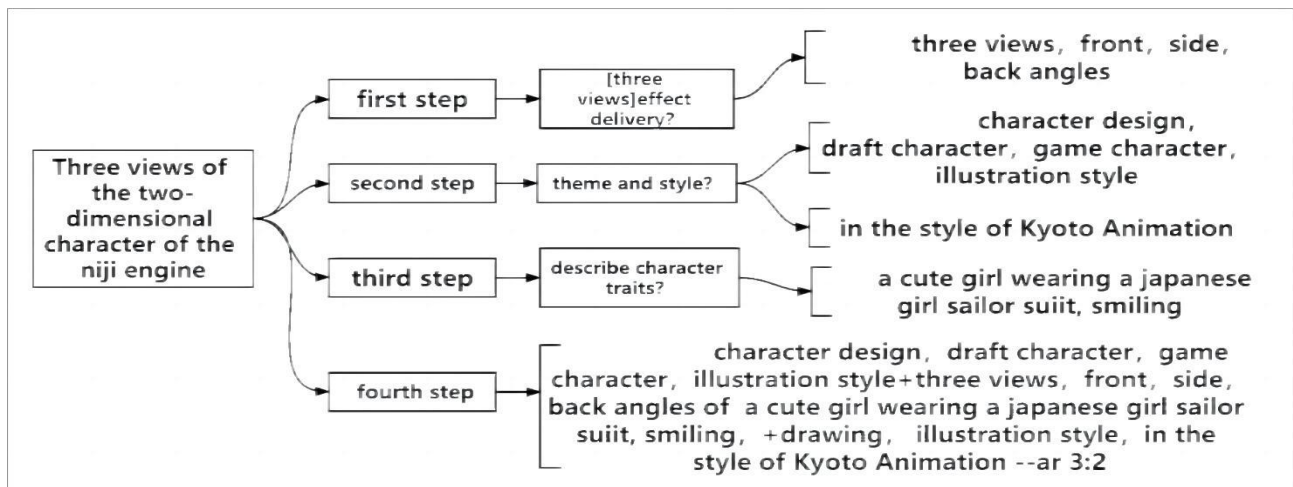 Three views of
the two-
dimensional
character of the
niji engine
first step
[three
views]effect
delivery?
three views, front, side,
back angles
second step
theme and style?
character design,
draft character, game character,
illustration style
in the style of Kyoto Animation
third step
describe character
traits?
a cute girl wearing a japanese
girl sailor suiit, smiling
fourth step
character design, draft character, game
character, illustration style+three views, front, side,
back angles of a cute girl wearing a japanese girl sailor
suiit, smiling, +drawing, illustration style, in the
style of Kyoto Animation --ar 3:2